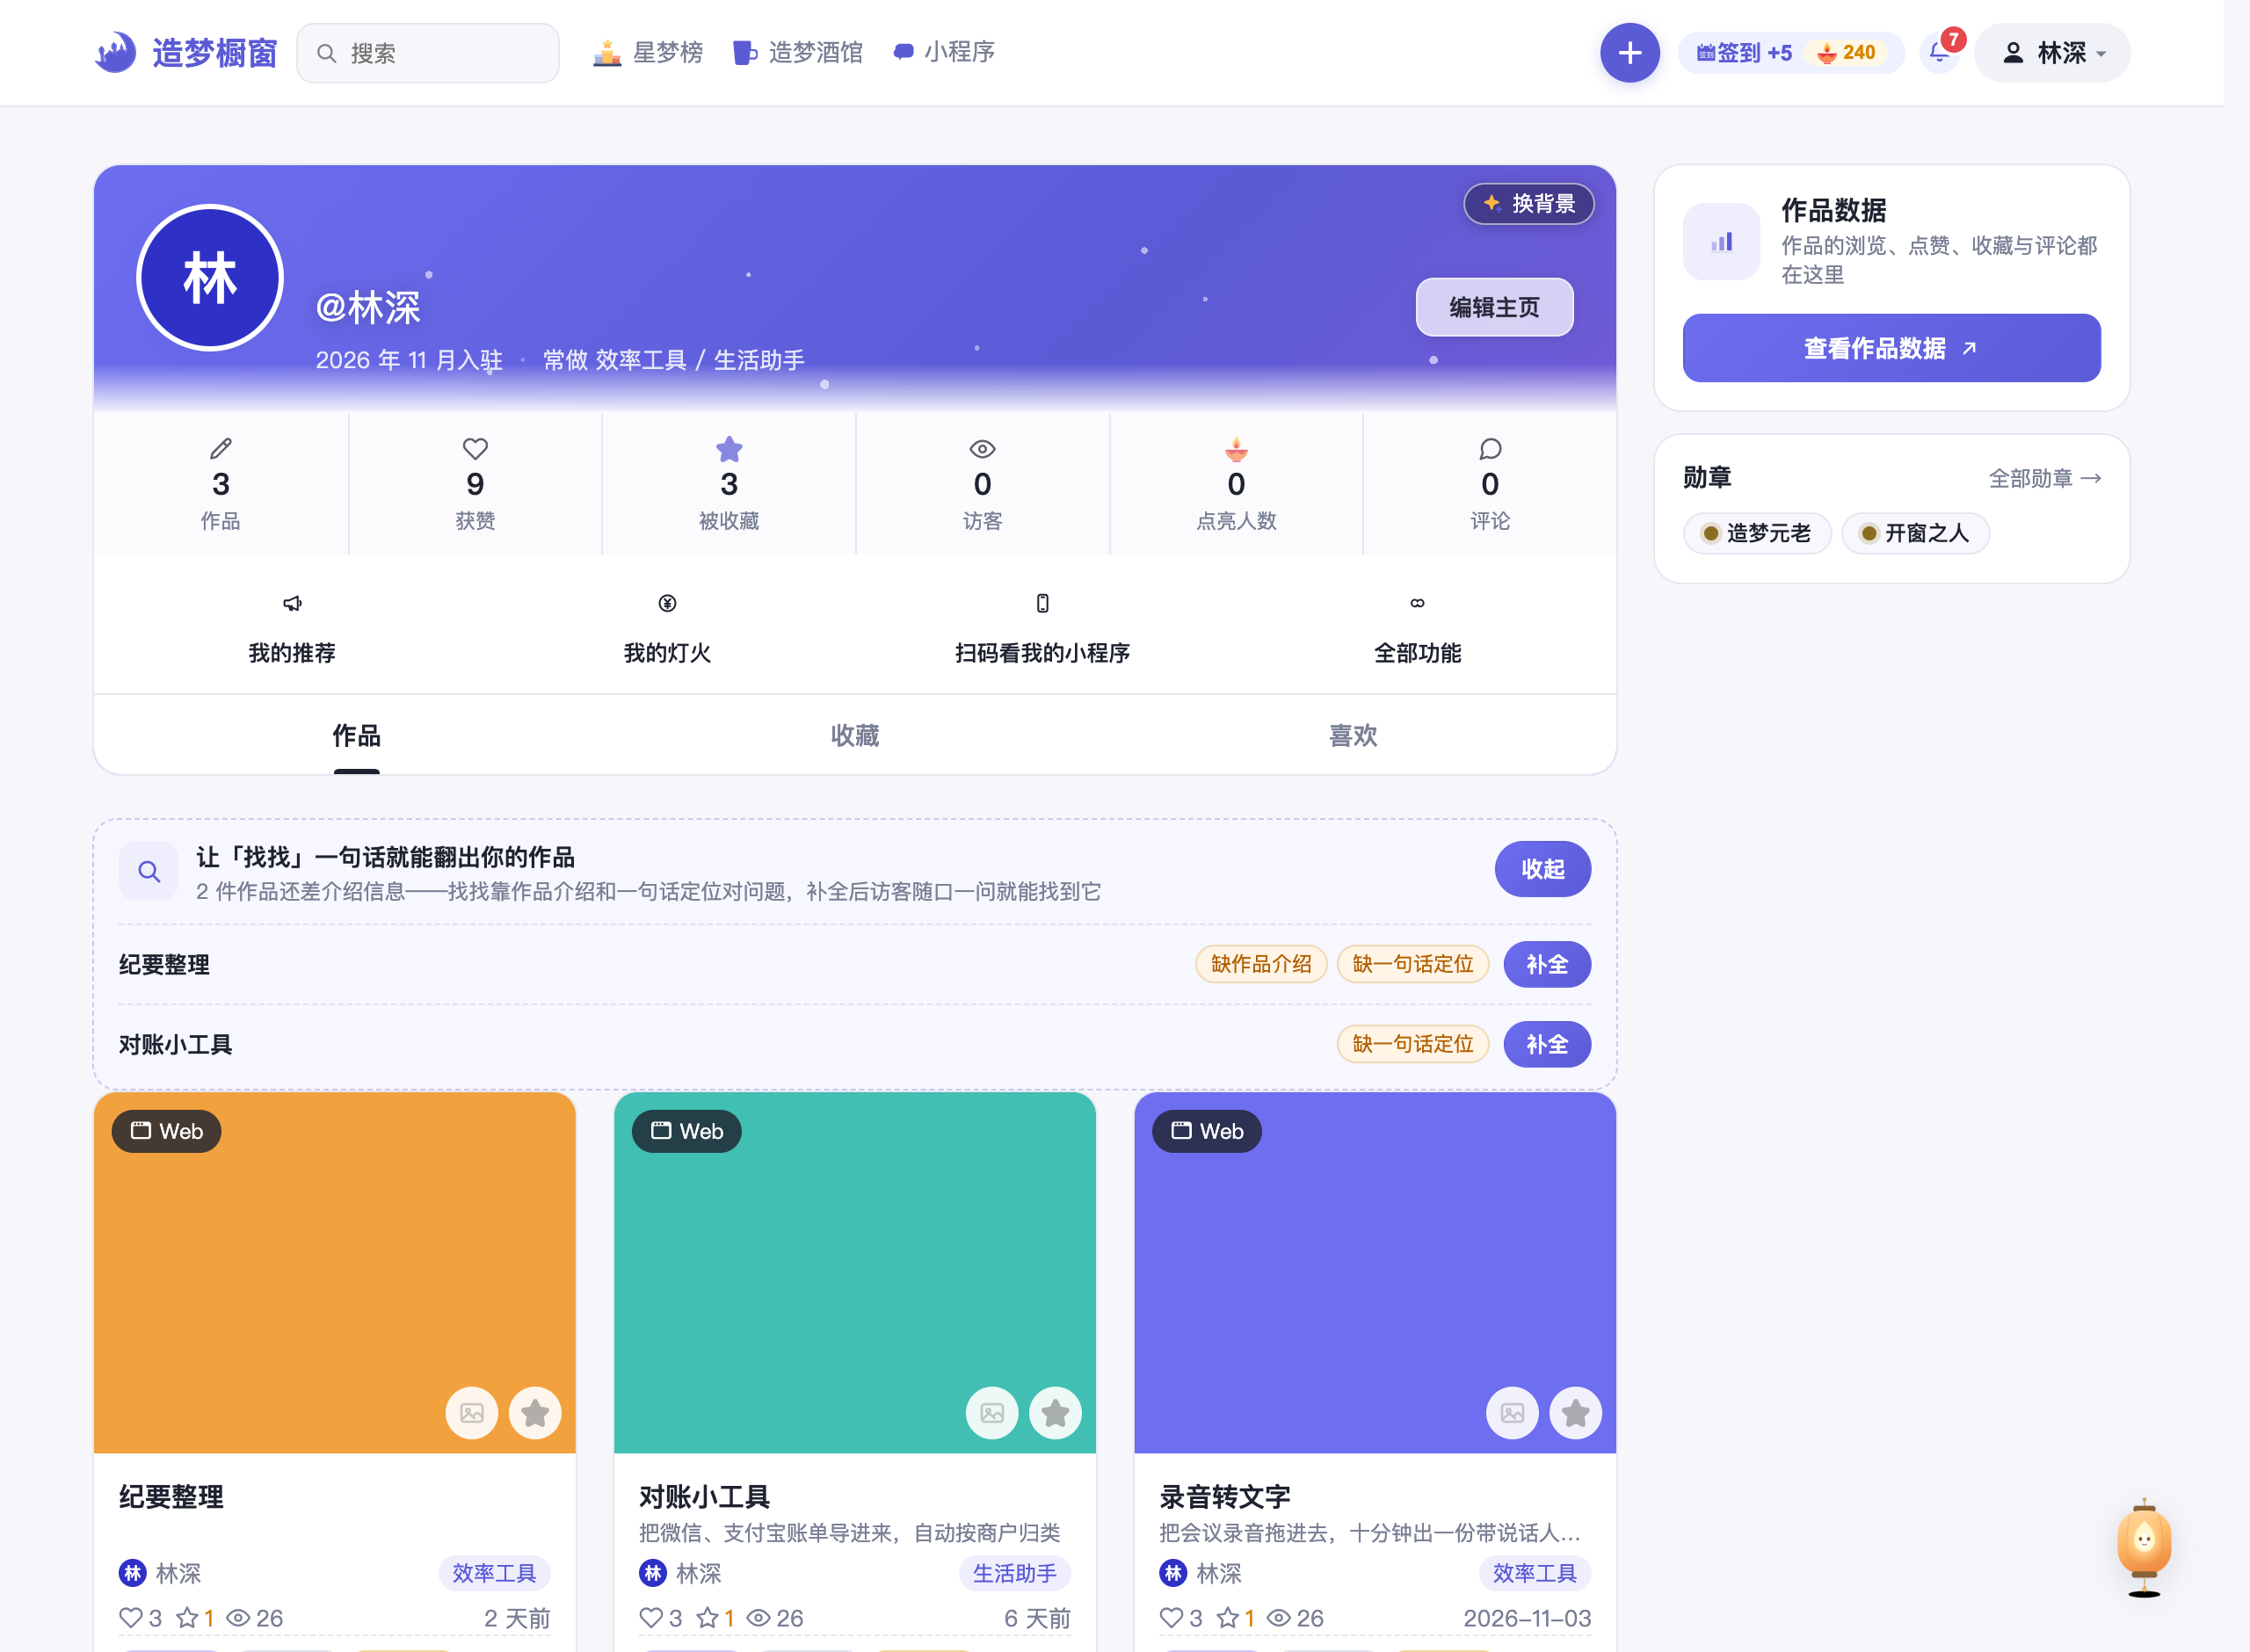 造梦橱窗
搜索
星梦榜
造梦酒馆
小程序
签到 +5
240
7
林深
换背景
林
@林深
编辑主页
2026 年 11 月入驻 · 常做 效率工具 / 生活助手
3
作品
9
获赞
3
被收藏
0
访客
0
点亮人数
0
评论
我的推荐
我的灯火
扫码看我的小程序
全部功能
作品
收藏
喜欢
作品数据
作品的浏览、点赞、收藏与评论都
在这里
查看作品数据
勋章
全部勋章 →
造梦元老
开窗之人
让「找找」一句话就能翻出你的作品
2 件作品还差介绍信息——找找靠作品介绍和一句话定位对问题，补全后访客随口一问就能找到它
收起
纪要整理
缺作品介绍
缺一句话定位
补全
对账小工具
缺一句话定位
补全
Web
纪要整理
林 林深
效率工具
3 1 26
2 天前
Web
对账小工具
把微信、支付宝账单导进来，自动按商户归类
林 林深
生活助手
3 1 26
6 天前
Web
录音转文字
把会议录音拖进去，十分钟出一份带说话人...
林 林深
效率工具
3 1 26
2026-11-03